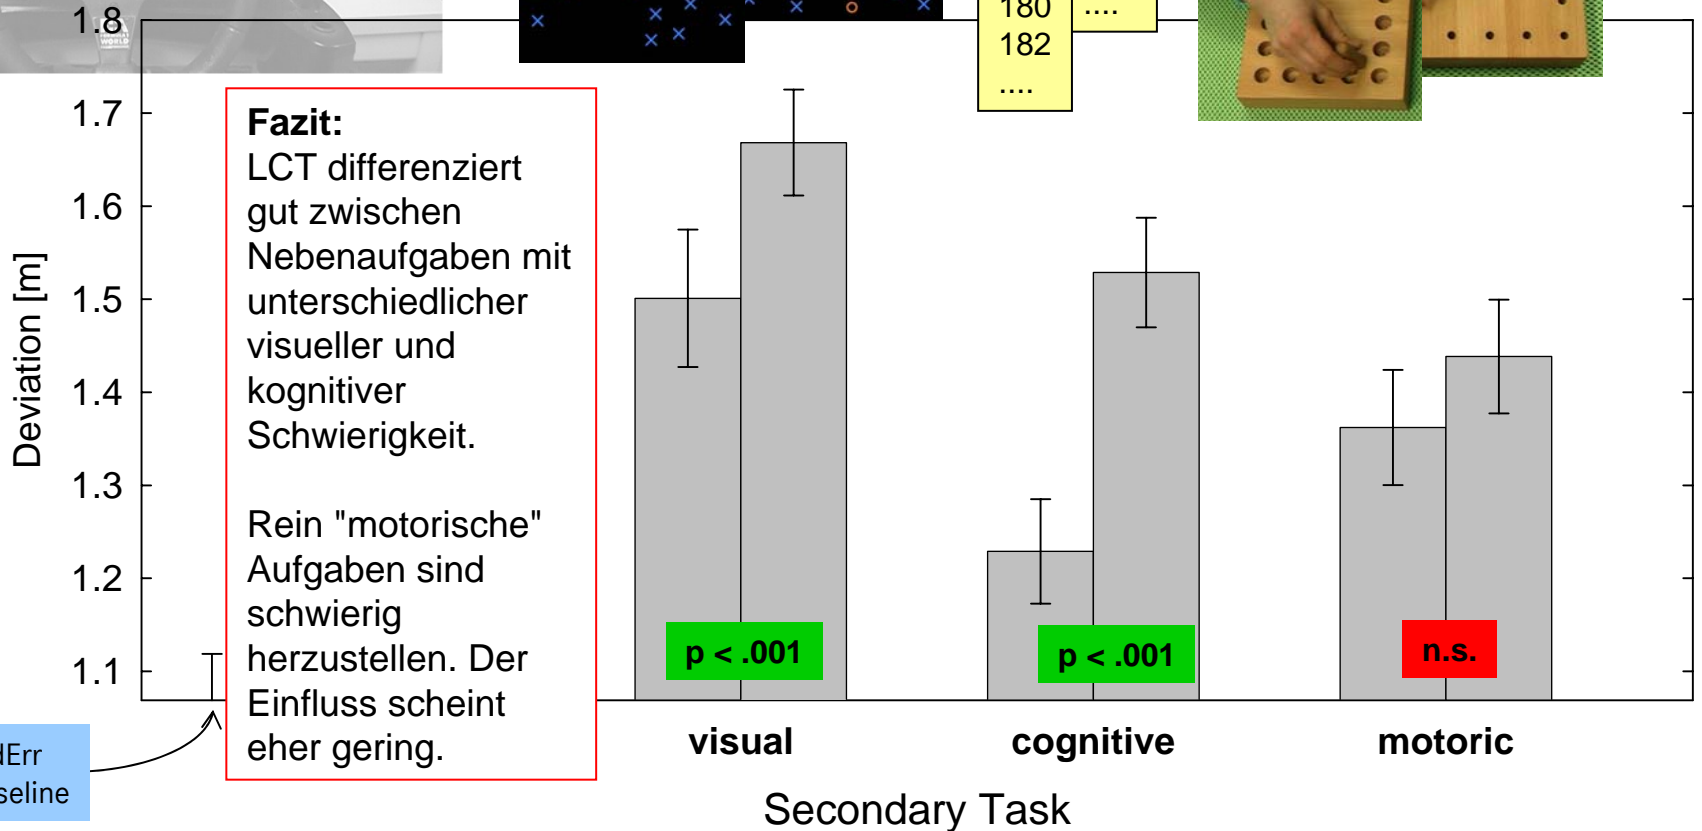 1.8
180
182
....
....
1.7
1.6
1.5
1.4
1.3
1.2
1.1
Deviation [m]
Fazit:
LCT differenziert
gut zwischen
Nebenaufgaben mit
unterschiedlicher
visueller und
kognitiver
Schwierigkeit.
Rein "motorische"
Aufgaben sind
schwierig
herzustellen. Der
Einfluss scheint
eher gering.
p < .001
p < .001
n.s.
visual
cognitive
motoric
Secondary Task
WORLD